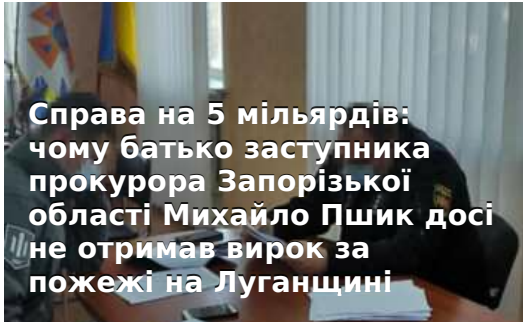 Справа на 5 мільярдів:
чому батько заступника
прокурора Запорізької
області Михайло Пшик досі
не отримав вирок за
пожежі на Луганщині